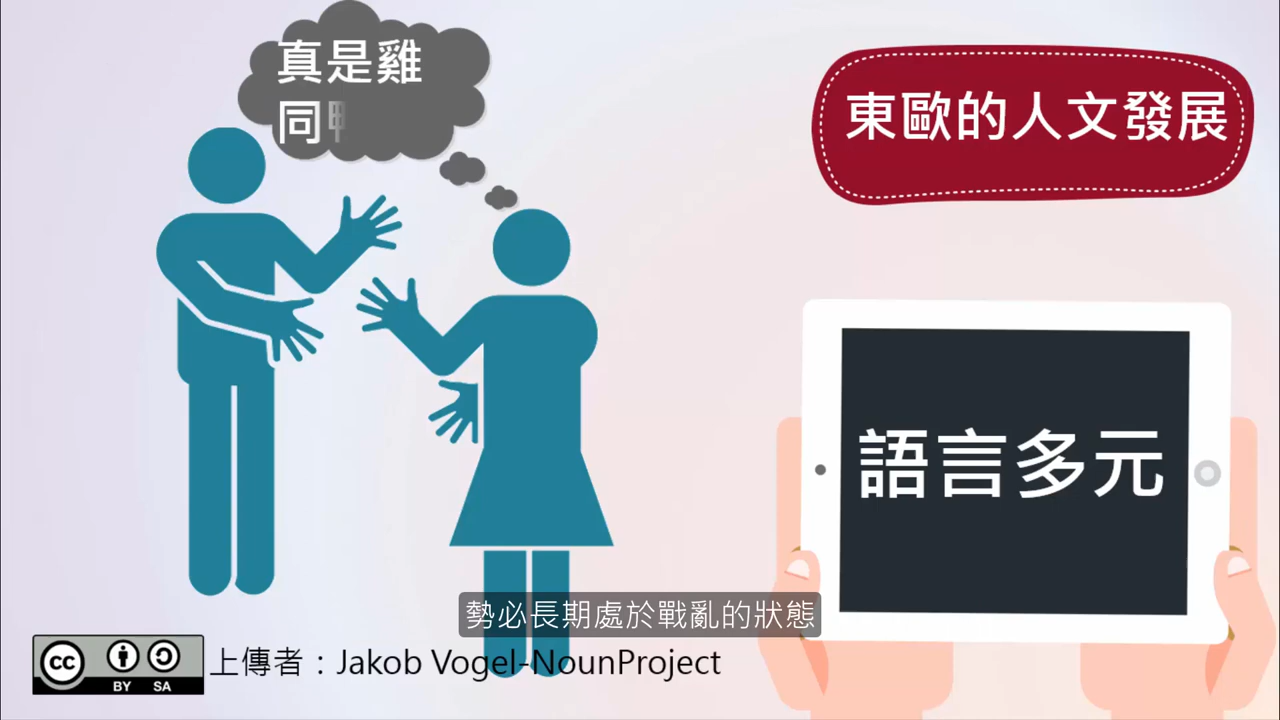 真是雞
同
東歐的人文發展
語言多元
勢必長期處於戰亂的狀態
cc
BY SA
上傳者：Jakob Vogel-NounProject